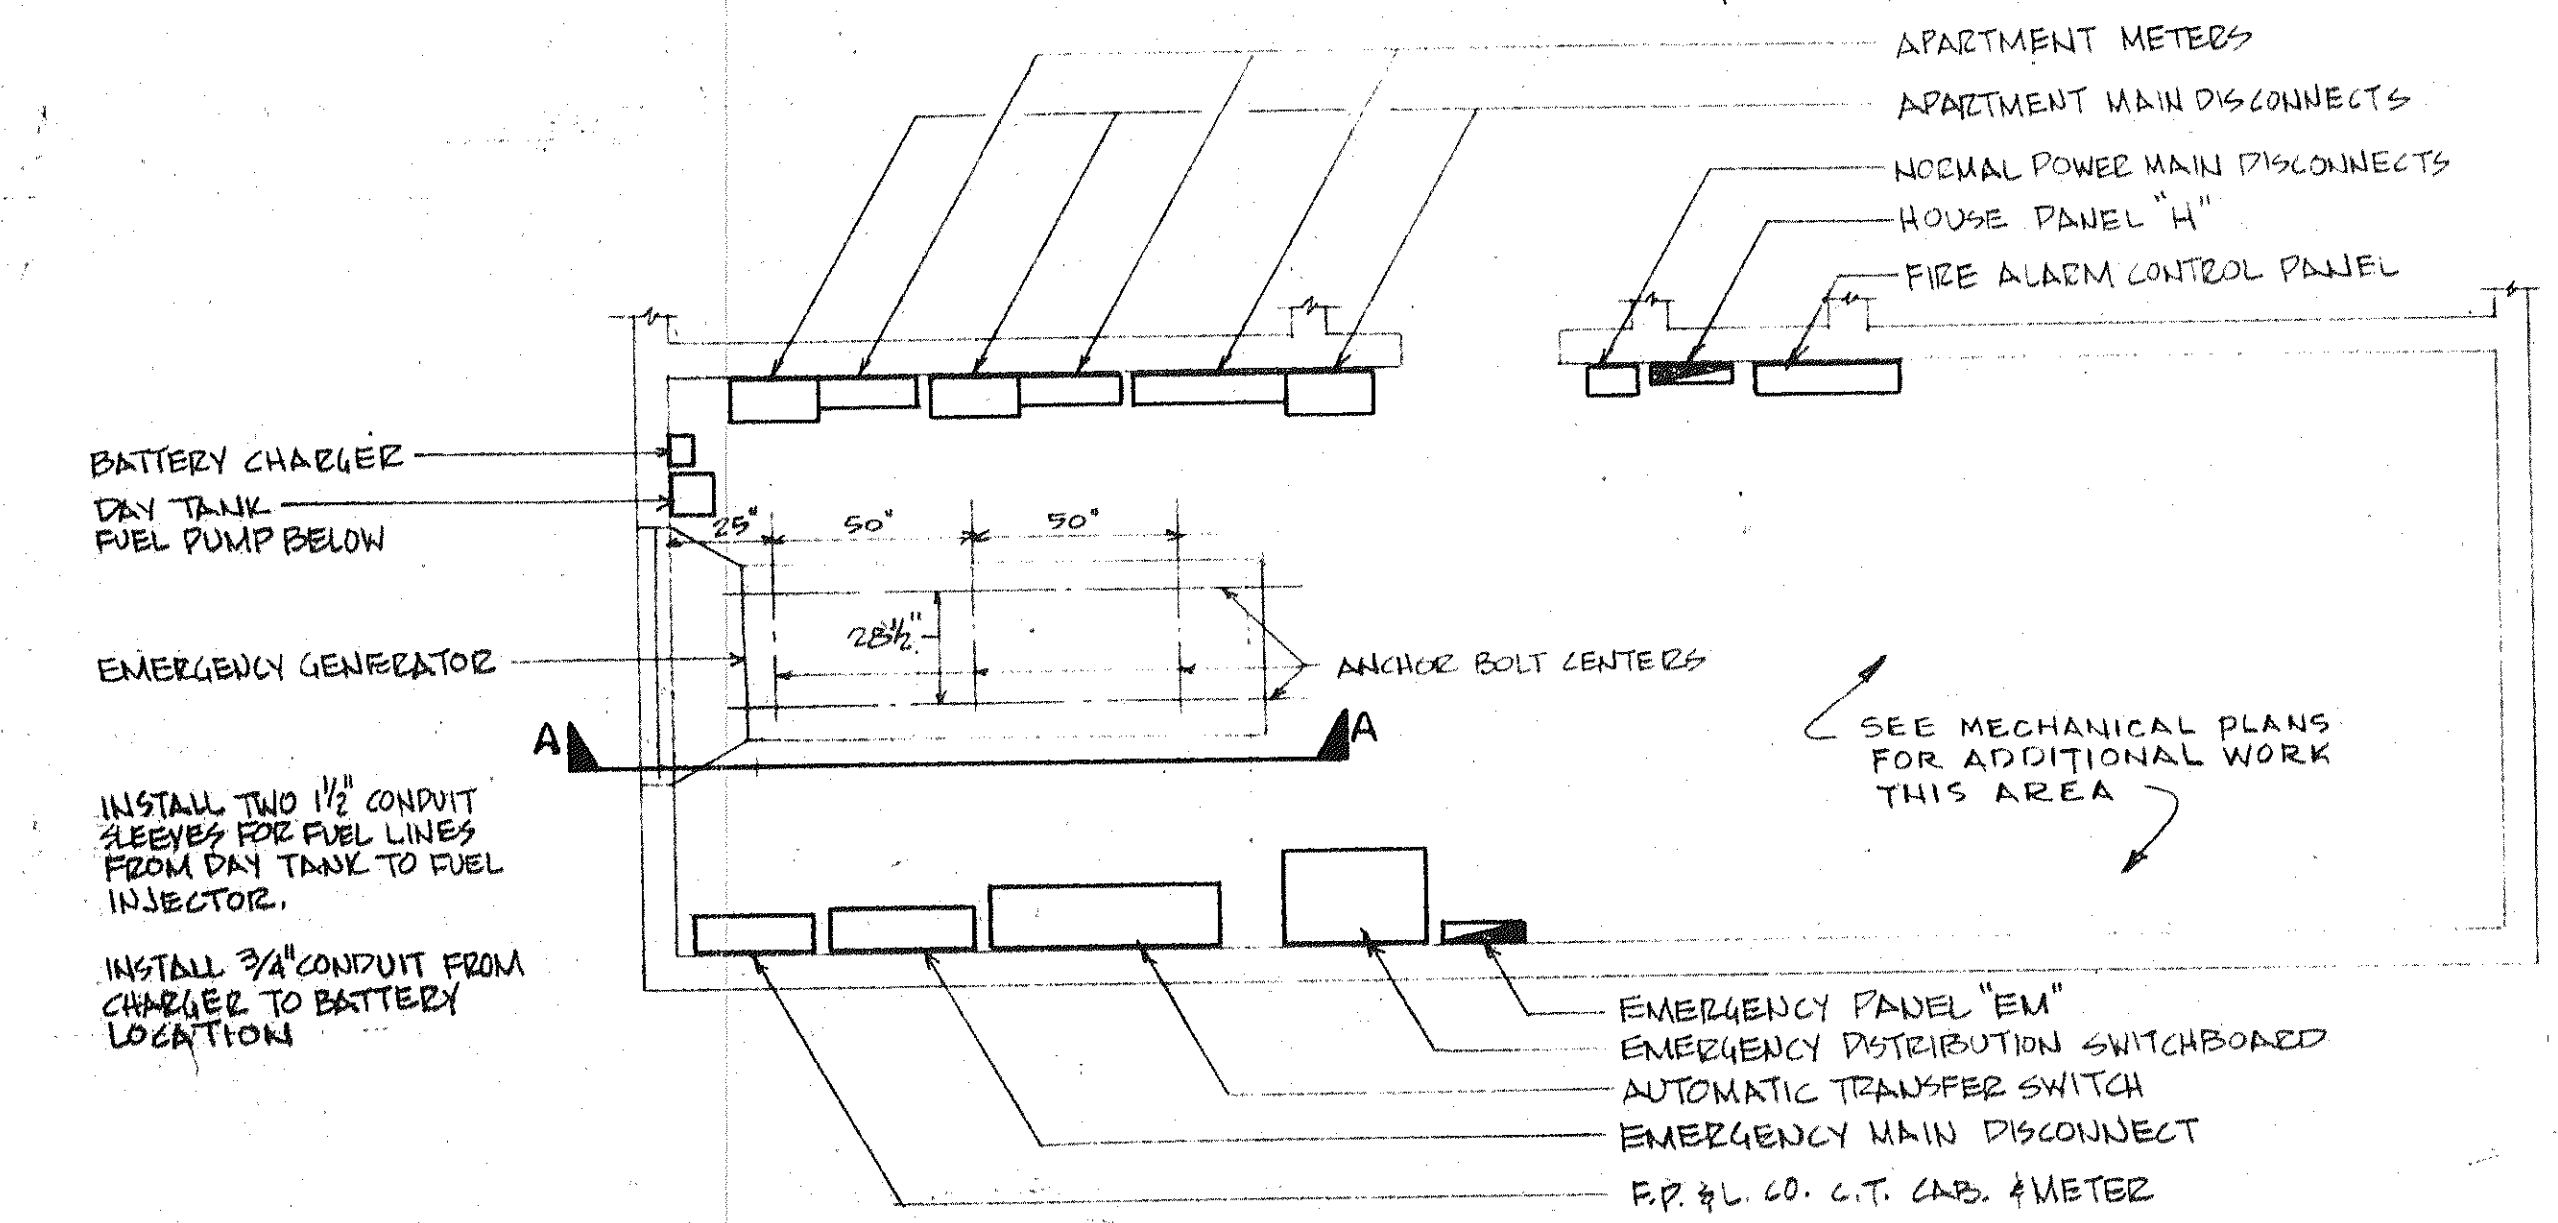 APARTMENT METERS
APARTMENT MAIN DISCONNECTS
NORMAL POWER MAIN DISCONNECTS
HOUSE PANEL "H"
FIRE ALARM CONTROL PANEL
BATTERY CHARGER
DAY TANK
FUEL PUMP BELOW
25" 50" 50"
28½"
EMERGENCY GENERATOR
ANCHOR BOLT CENTERS
A A
SEE MECHANICAL PLANS
FOR ADDITIONAL WORK
THIS AREA
INSTALL TWO 1½" CONDUIT
SLEEVES FOR FUEL LINES
FROM DAY TANK TO FUEL
INJECTOR.
INSTALL 3/4" CONDUIT FROM
CHARGER TO BATTERY
LOCATION
EMERGENCY PANEL "EM"
EMERGENCY DISTRIBUTION SWITCHBOARD
AUTOMATIC TRANSFER SWITCH
EMERGENCY MAIN DISCONNECT
F.P. & L. CO. C.T. CAB. & METER